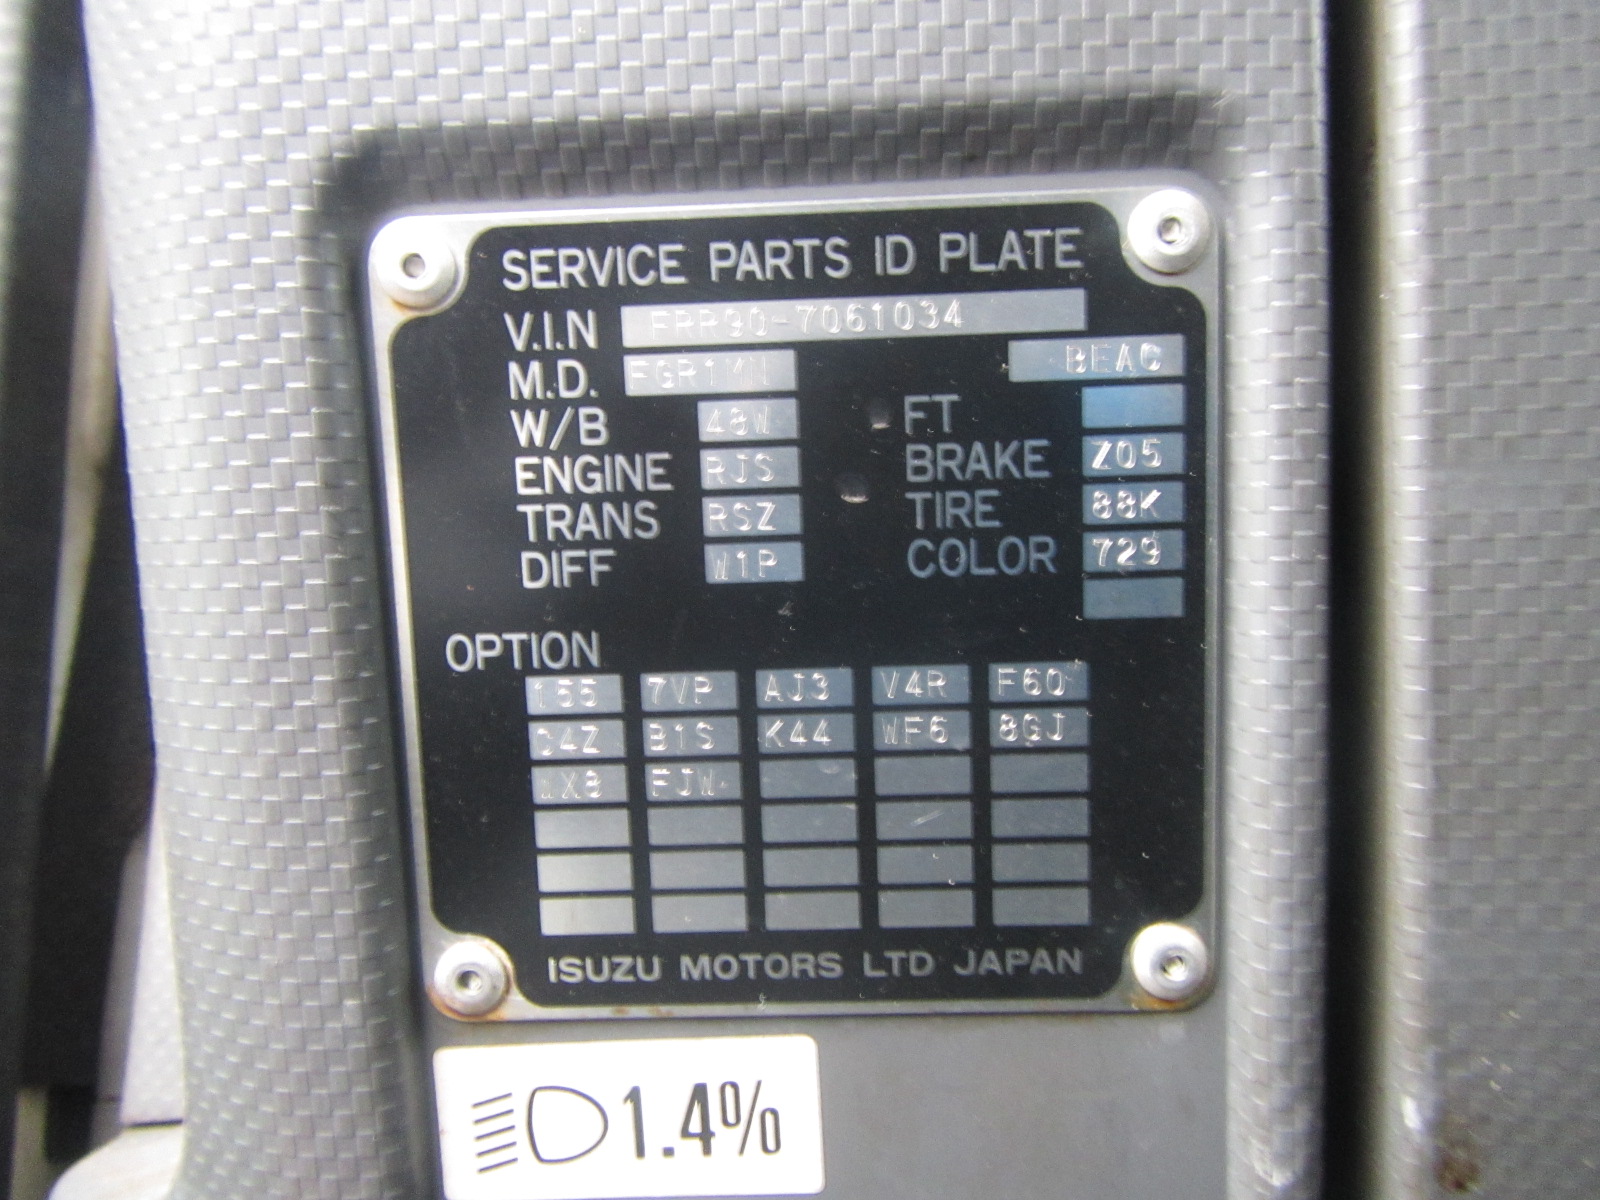 SERVICE PARTS ID PLATE
V.I.N FRR90-7061034
M.D. FGR1MN BEAC
W/B 48W FT
ENGINE RJS BRAKE Z05
TRANS RSZ TIRE 88K
DIFF W1P COLOR 729
OPTION
155 7VP AJ3 V4R F60
C4Z B1S K44 WF6 8GJ
FJW
ISUZU MOTORS LTD JAPAN
1.4%